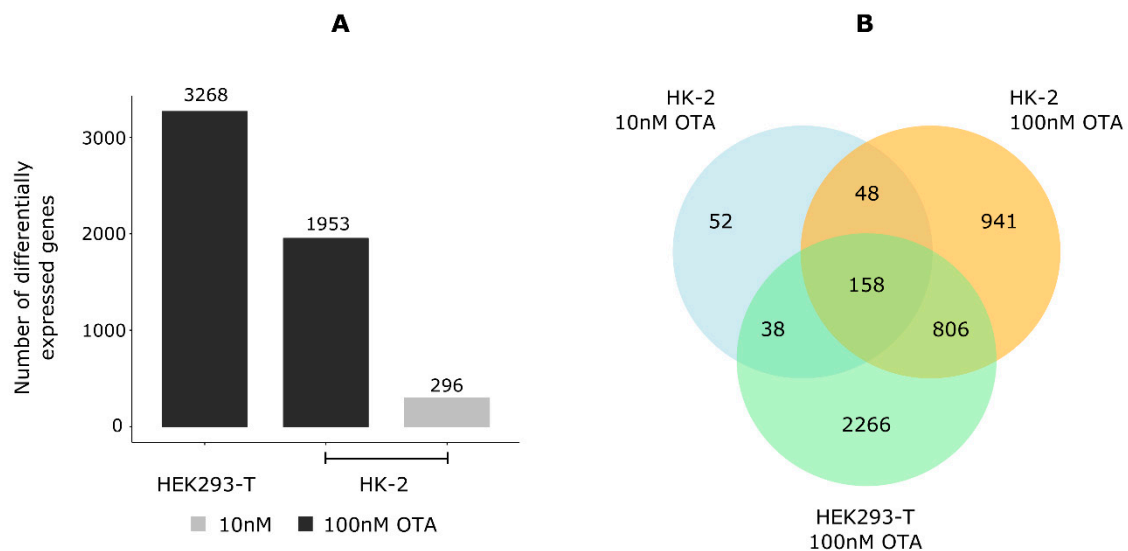 A
Number of differentially
expressed genes
3000
2000
1000
0
3268
1953
296
HEK293-T
HK-2
10nM
100nM OTA
B
HK-2
10nM OTA
HK-2
100nM OTA
52
48
941
158
38
806
2266
HEK293-T
100nM OTA